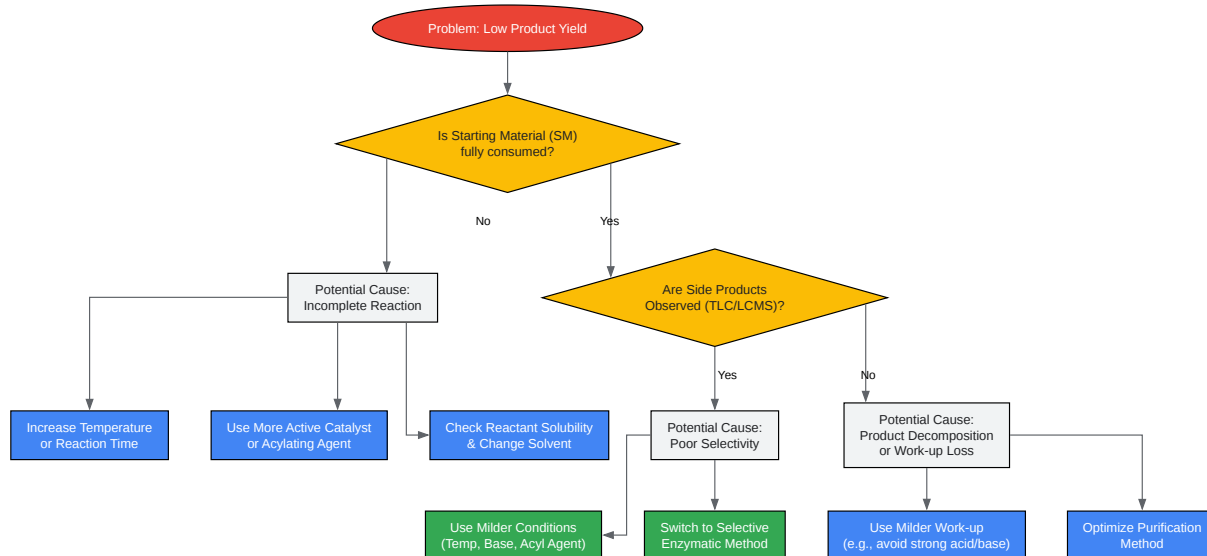 Problem: Low Product Yield
Is Starting Material (SM)
fully consumed?
No
Yes
Potential Cause:
Incomplete Reaction
Are Side Products
Observed (TLC/LCMS)?
Yes
No
Increase Temperature
or Reaction Time
Use More Active Catalyst
or Acylating Agent
Check Reactant Solubility
& Change Solvent
Potential Cause:
Poor Selectivity
Potential Cause:
Product Decomposition
or Work-up Loss
Use Milder Conditions
(Temp, Base, Acyl Agent)
Switch to Selective
Enzymatic Method
Use Milder Work-up
(e.g., avoid strong acid/base)
Optimize Purification
Method